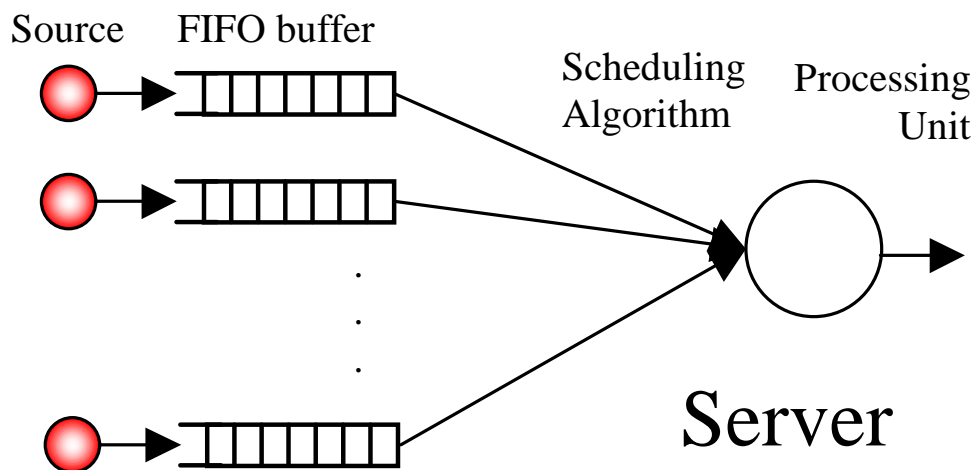 Source
FIFO buffer
Scheduling
Algorithm
Processing
Unit
Server